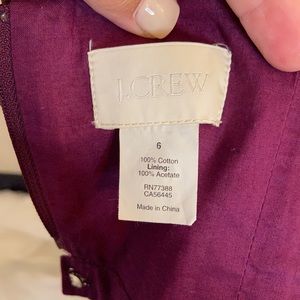 J.CREW
6
100% Cotton
Lining:
100% Acetate
RN77388
CA56445
Made in China